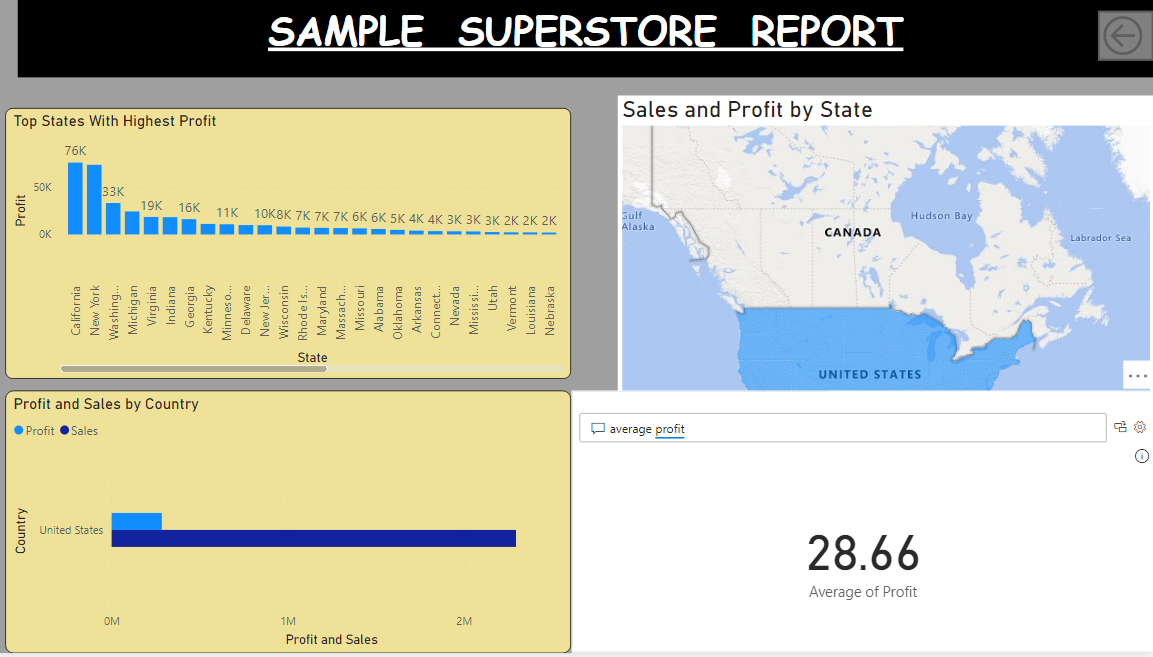 SAMPLE SUPERSTORE REPORT
Top States With Highest Profit
Profit
50K
0K
76K
33K
19K
16K
11K
10K
8K
7K
7K
7K
6K
6K
5K
4K
4K
3K
3K
3K
2K
2K
2K
California
New York
Washing...
Michigan
Virginia
Indiana
Georgia
Kentucky
Minneso...
Delaware
New Jer...
Wisconsin
Rhode Is...
Maryland
Massach...
Missouri
Alabama
Oklahoma
Arkansas
Connect...
Nevada
Mississi...
Utah
Vermont
Louisiana
Nebraska
State
Sales and Profit by State
Gulf
Alaska
CANADA
Hudson Bay
Labrador Sea
UNITED STATES
Profit and Sales by Country
Profit
Sales
Country
United States
0M
1M
2M
Profit and Sales
average profit
28.66
Average of Profit